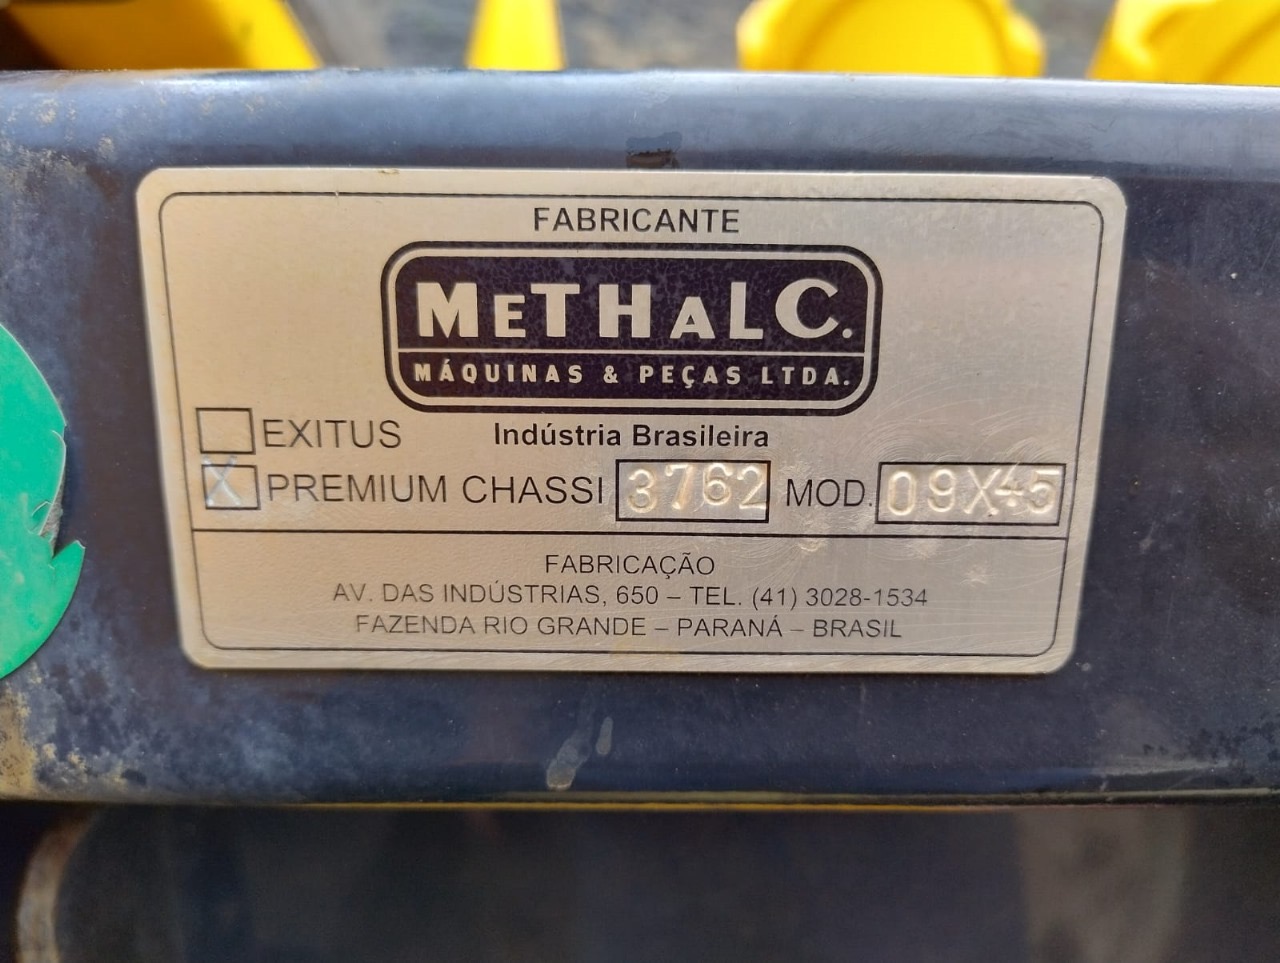 FABRICANTE
METHALC.
MÁQUINAS & PEÇAS LTDA.
EXITUS Indústria Brasileira
X PREMIUM CHASSI 3762 MOD. 09X45
FABRICAÇÃO
AV. DAS INDÚSTRIAS, 650 – TEL. (41) 3028-1534
FAZENDA RIO GRANDE – PARANÁ – BRASIL